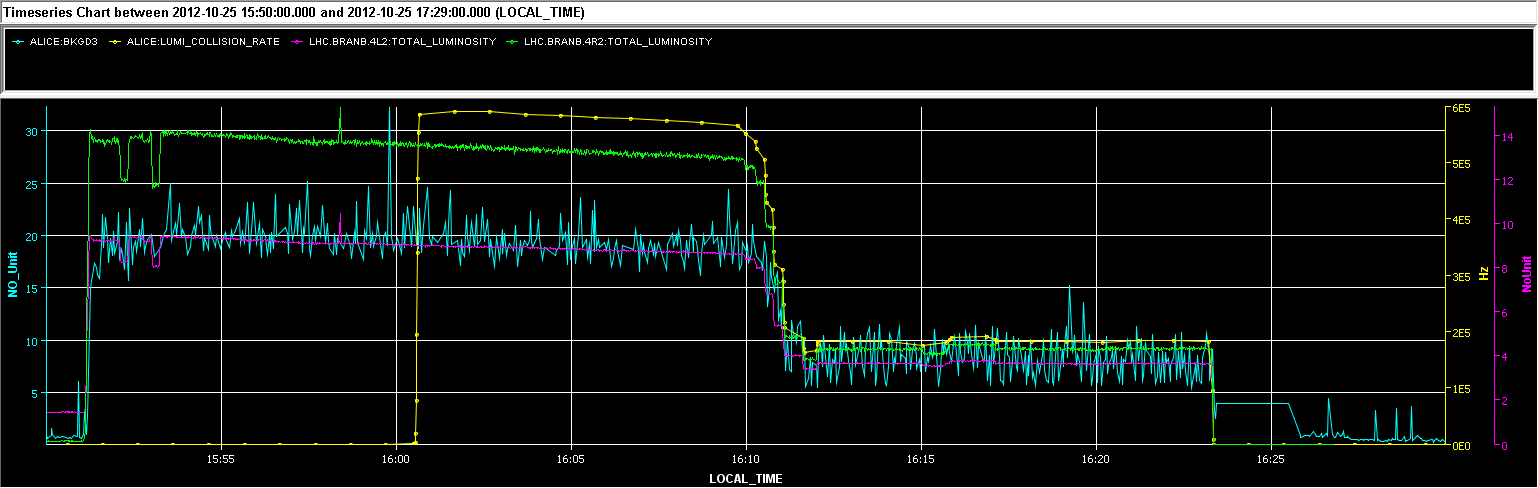 Timeseries Chart between 2012-10-25 15:50:00.000 and 2012-10-25 17:29:00.000 (LOCAL_TIME)
ALICE:BKGD3 ALICE:LUMI_COLLISION_RATE LHC.BRANB.4L2:TOTAL_LUMINOSITY LHC.BRANB.4R2:TOTAL_LUMINOSITY
NO_Unit
30
25
20
15
10
5
6E5
5E5
4E5
3E5
2E5
1E5
0E0
Hz
14
12
10
8
6
4
2
0
NoUnit
15:55 16:00 16:05 16:10 16:15 16:20 16:25
LOCAL_TIME